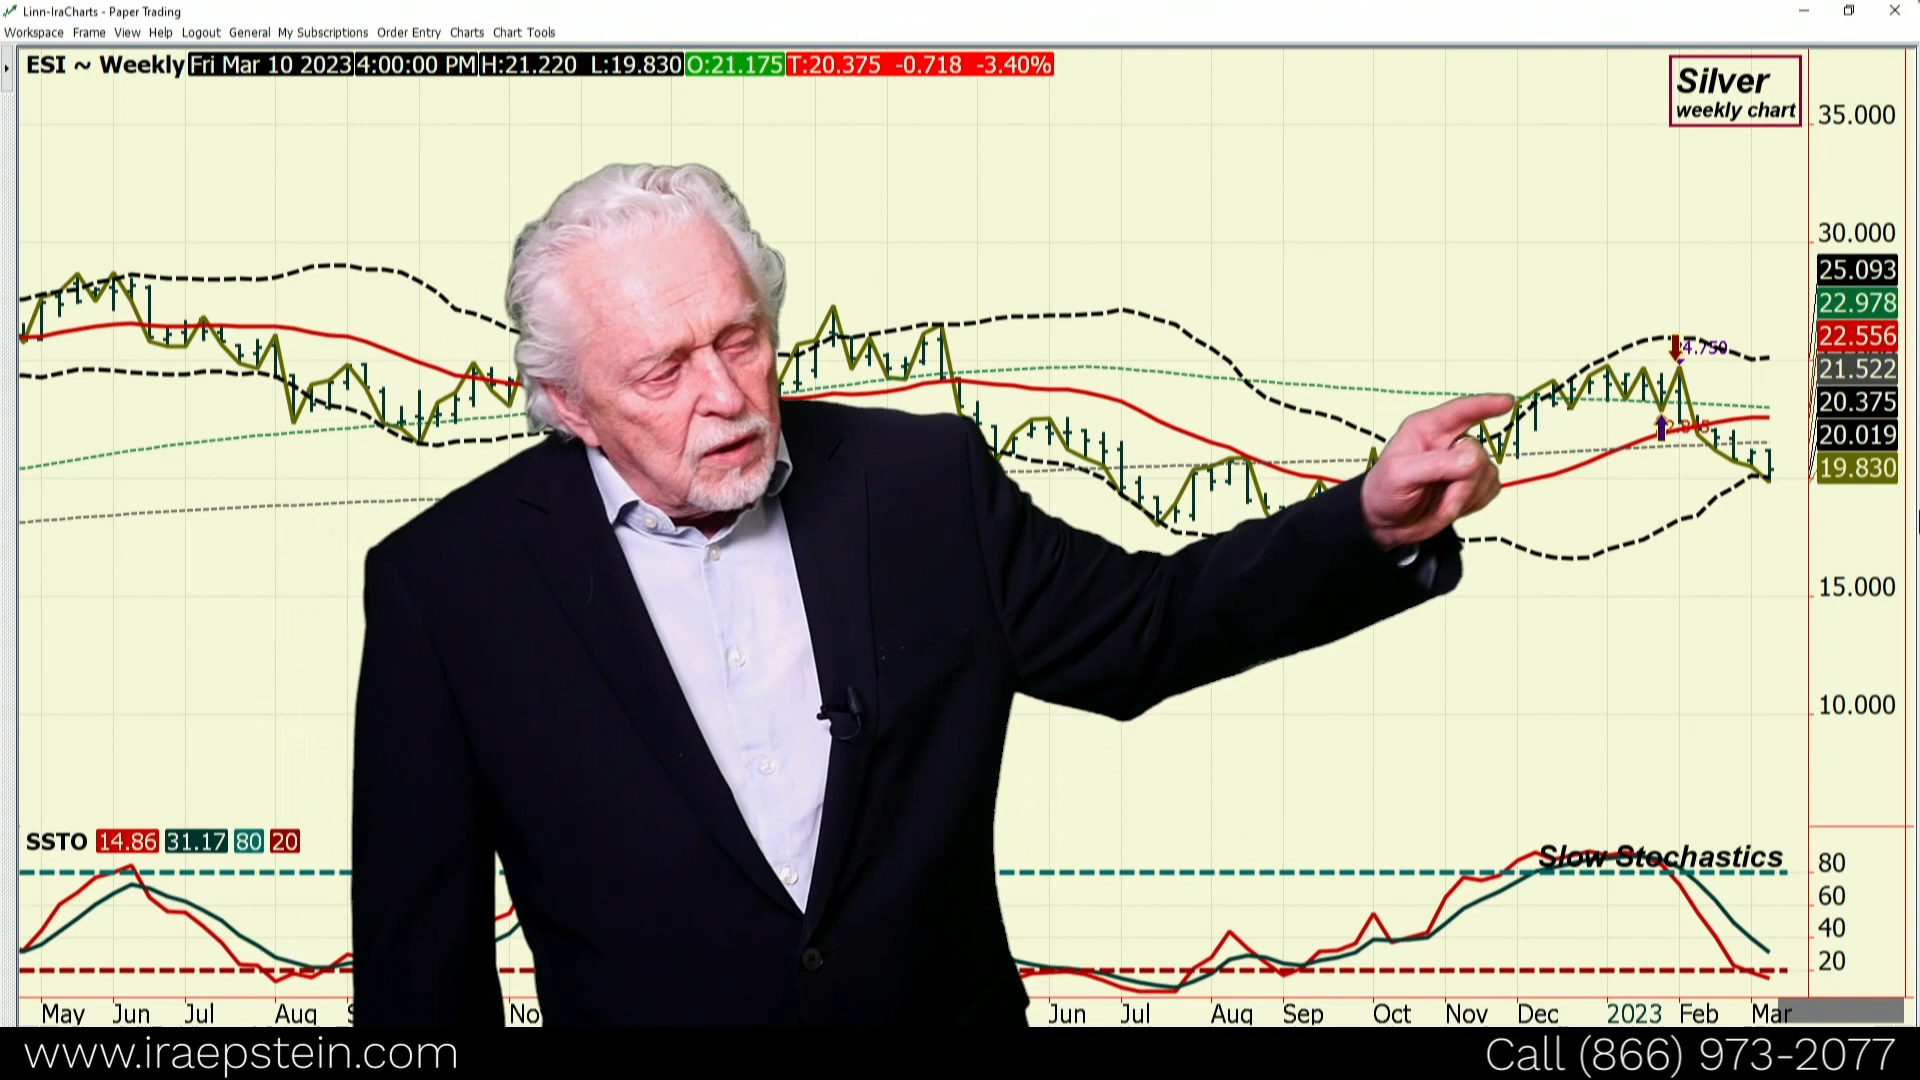 Linn-IraCharts - Paper Trading
Workspace Frame View Help Logout General My Subscriptions Order Entry Charts Chart Tools
ESI ~ Weekly Fri Mar 10 2023 4:00:00 PM H:21.220 L:19.830 O:21.175 T:20.375 -0.718 -3.40%
Silver
weekly chart
35.000
30.000
25.093
22.978
22.556
21.522
20.375
20.019
19.830
15.000
10.000
4.750
SSTO 14.86 31.17 80 20
Slow Stochastics
80
60
40
20
May Jun Jul Aug S No Jun Jul Aug Sep Oct Nov Dec 2023 Feb Mar
www.iraepstein.com
Call (866) 973-2077